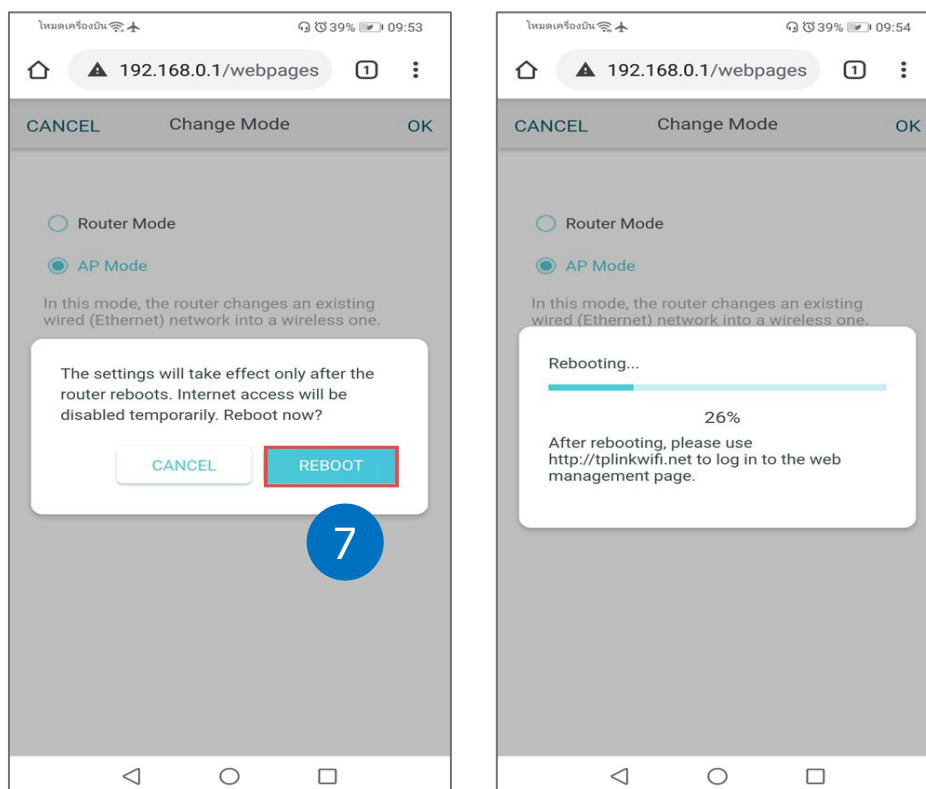 โหมดเครื่องบิน 39% 09:53
192.168.0.1/webpages 1
CANCEL Change Mode OK
Router Mode
AP Mode
In this mode, the router changes an existing
wired (Ethernet) network into a wireless one.
The settings will take effect only after the
router reboots. Internet access will be
disabled temporarily. Reboot now?
CANCEL REBOOT
7
โหมดเครื่องบิน 39% 09:54
192.168.0.1/webpages 1
CANCEL Change Mode OK
Router Mode
AP Mode
In this mode, the router changes an existing
wired (Ethernet) network into a wireless one.
Rebooting...
26%
After rebooting, please use
http://tplinkwifi.net to log in to the web
management page.